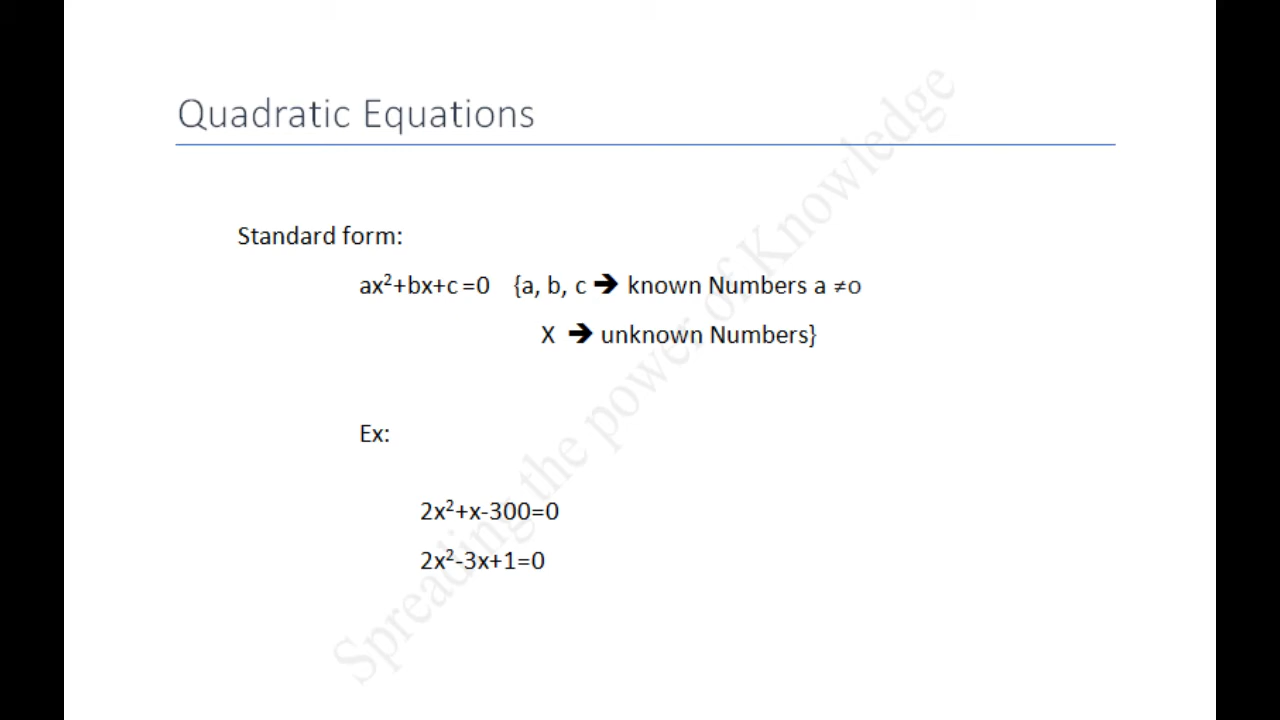 Quadratic Equations
Standard form:
ax²+bx+c =0 {a, b, c 🡺 known Numbers a ≠o
X 🡺 unknown Numbers}
Ex:
2x²+x-300=0
2x²-3x+1=0
Spreading the power of Knowledge